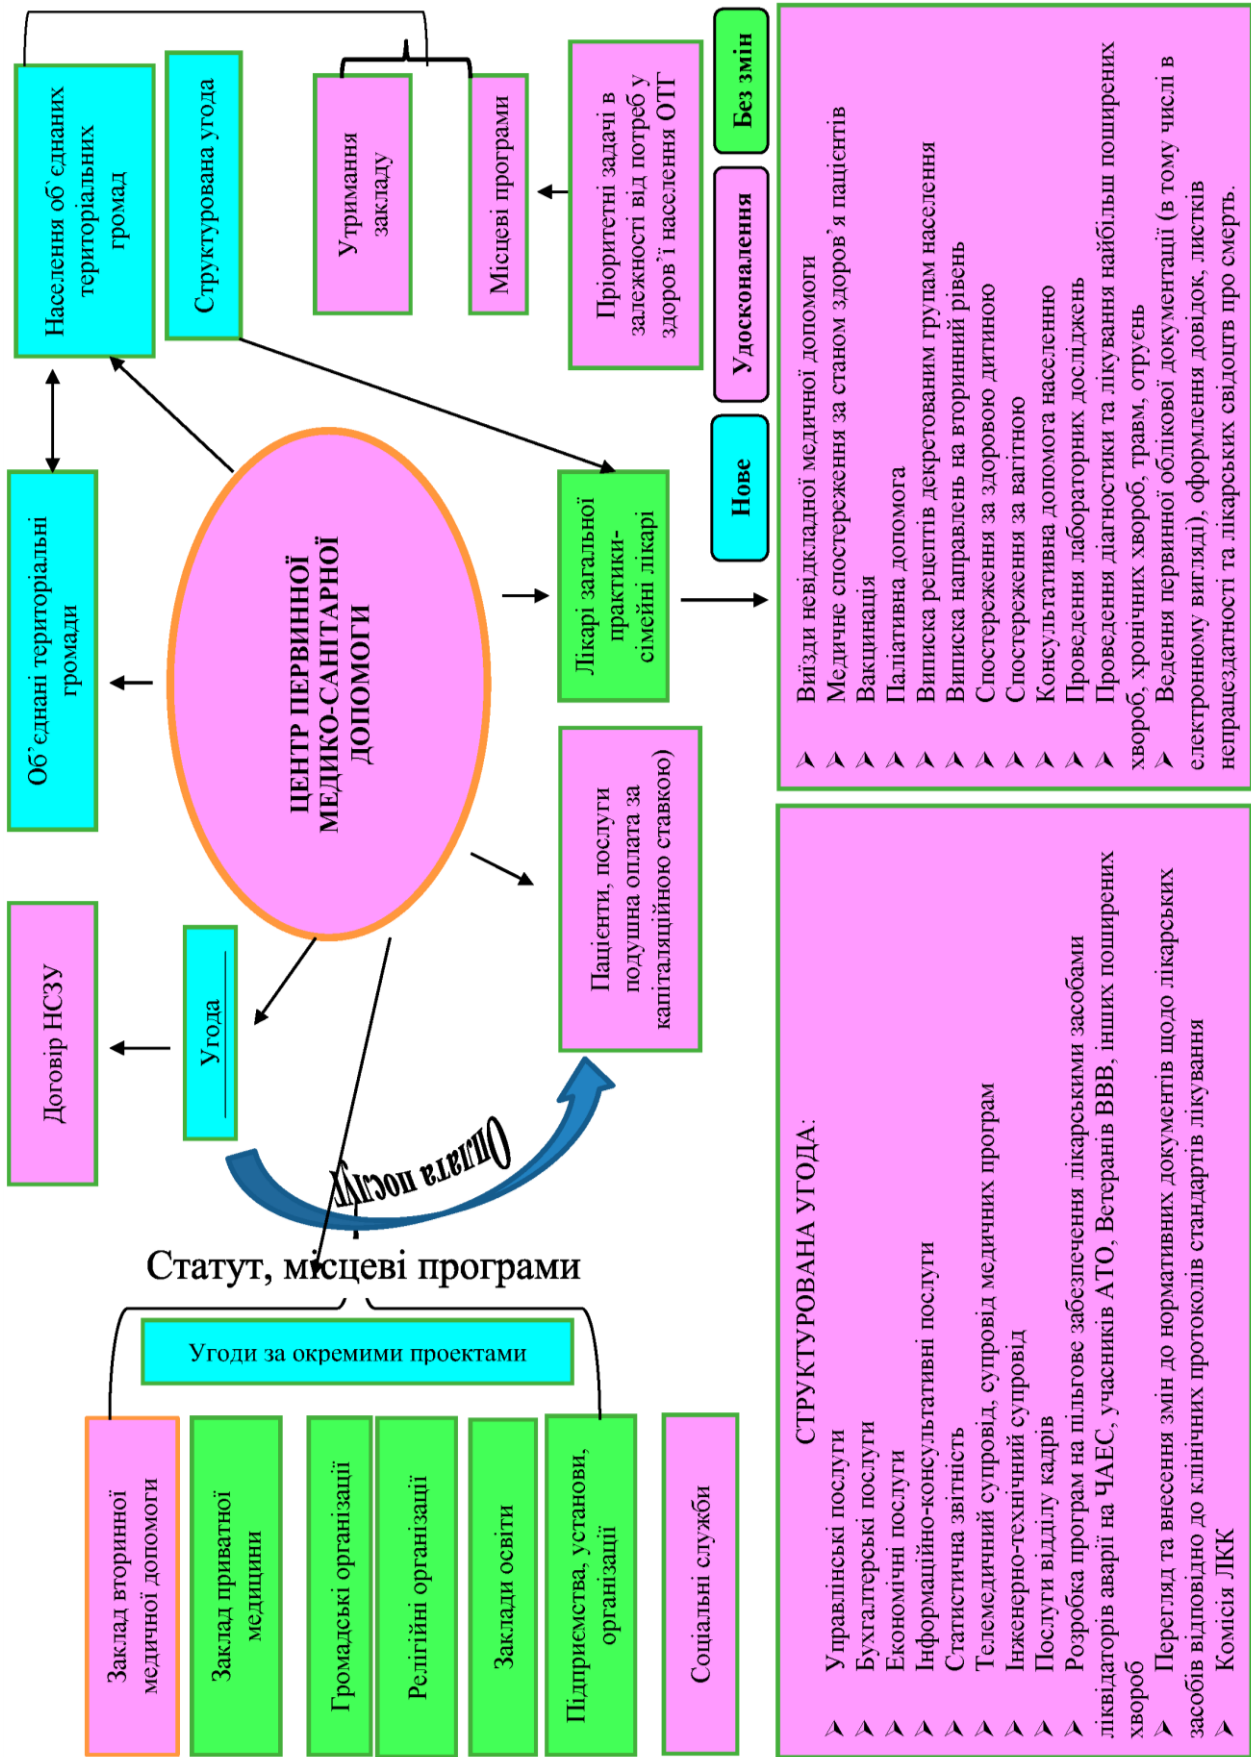 Договір НСЗУ
Об’єднані територіальні
громади
Населення об`єднаних
територіальних
громад
Угода
Структурована угода
ЦЕНТР ПЕРВИННОЇ
МЕДИКО-САНІТАРНОЇ
ДОПОМОГИ
Утримання
закладу
Місцеві програми
Пріоритетні задачі в
залежності від потреб у
здоров’ї населення ОТГ
Оплата послуг
Статут, місцеві програми
Угоди за окремими проектами
Заклад вторинної
медичної допомоги
Заклад приватної
медицини
Громадські організації
Релігійні організації
Заклади освіти
Підприємства, установи,
організації
Соціальні служби
Пацієнти, послуги
подушна оплата за
капіталаційною ставкою)
Лікарі загальної
практики-
сімейні лікарі
Нове
Удосконалення
Без змін
СТРУКТУРОВАНА УГОДА:
➢ Управлінські послуги
➢ Бухгалтерські послуги
➢ Економічні послуги
➢ Інформаційно-консультативні послуги
➢ Статистична звітність
➢ Телемедичний супровід, супровід медичних програм
➢ Інженерно-технічний супровід
➢ Послуги відділу кадрів
➢ Розробка програм на пільгове забезпечення лікарськими засобами
ліквідаторів аварії на ЧАЕС, учасників АТО, Ветеранів ВВВ, інших поширених
хвороб
➢ Перегляд та внесення змін до нормативних документів щодо лікарських
засобів відповідно до клінічних протоколів стандартів лікування
➢ Комісія ЛКК
➢ Виїзди невідкладної медичної допомоги
➢ Медичне спостереження за станом здоров’я пацієнтів
➢ Вакцинація
➢ Паліативна допомога
➢ Виписка рецептів декретованим групам населення
➢ Виписка направлень на вторинний рівень
➢ Спостереження за здоровою дитиною
➢ Спостереження за вагітною
➢ Консультативна допомога населенню
➢ Проведення лабораторних досліджень
➢ Проведення діагностики та лікування найбільш поширених
хвороб, хронічних хвороб, травм, отруєнь
➢ Ведення первинної облікової документації (в тому числі в
електронному вигляді), оформлення довідок, листків
непрацездатності та лікарських свідоцтв про смерть.